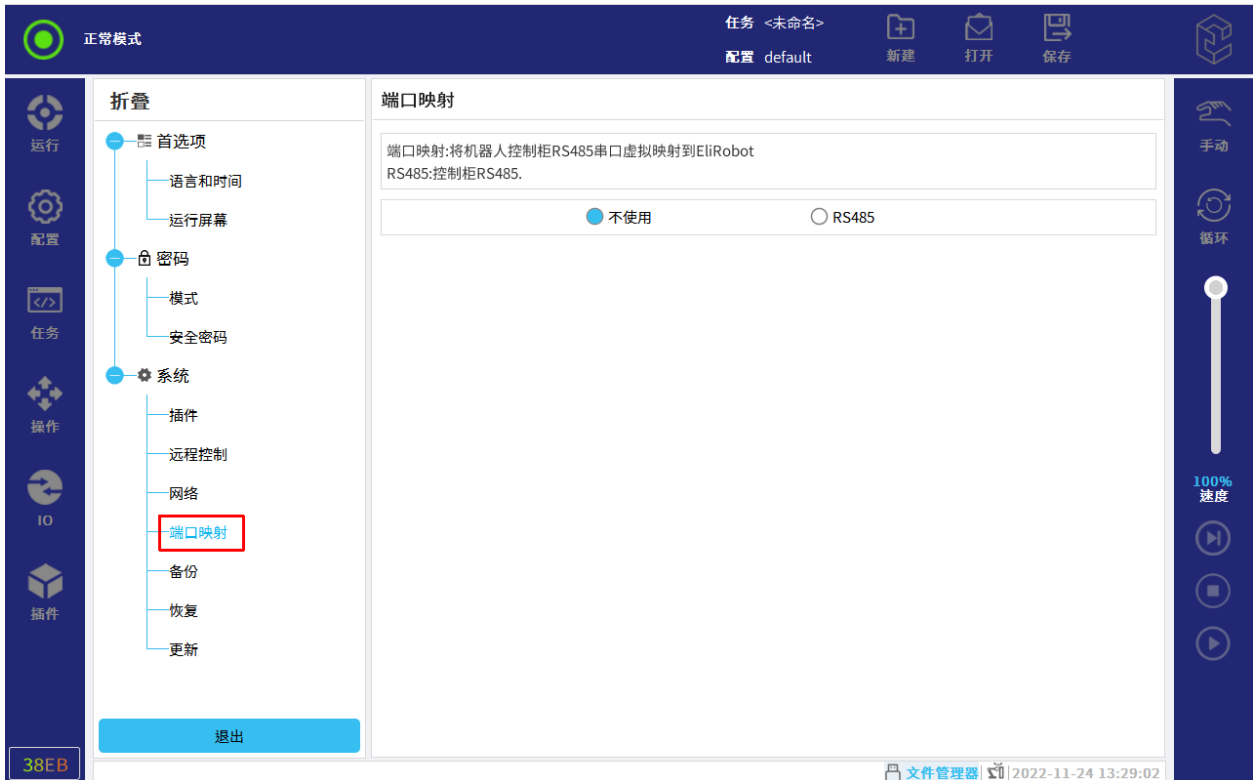 正常模式
任务 <未命名>
配置 default
新建
打开
保存
运行
配置
</>
任务
操作
IO
插件
38EB
折叠
首选项
语言和时间
运行屏幕
密码
模式
安全密码
系统
插件
远程控制
网络
端口映射
备份
恢复
更新
退出
端口映射
端口映射:将机器人控制柜RS485串口虚拟映射到EliRobot
RS485:控制柜RS485.
不使用 RS485
手动
循环
100%
速度
文件管理器 2022-11-24 13:29:02